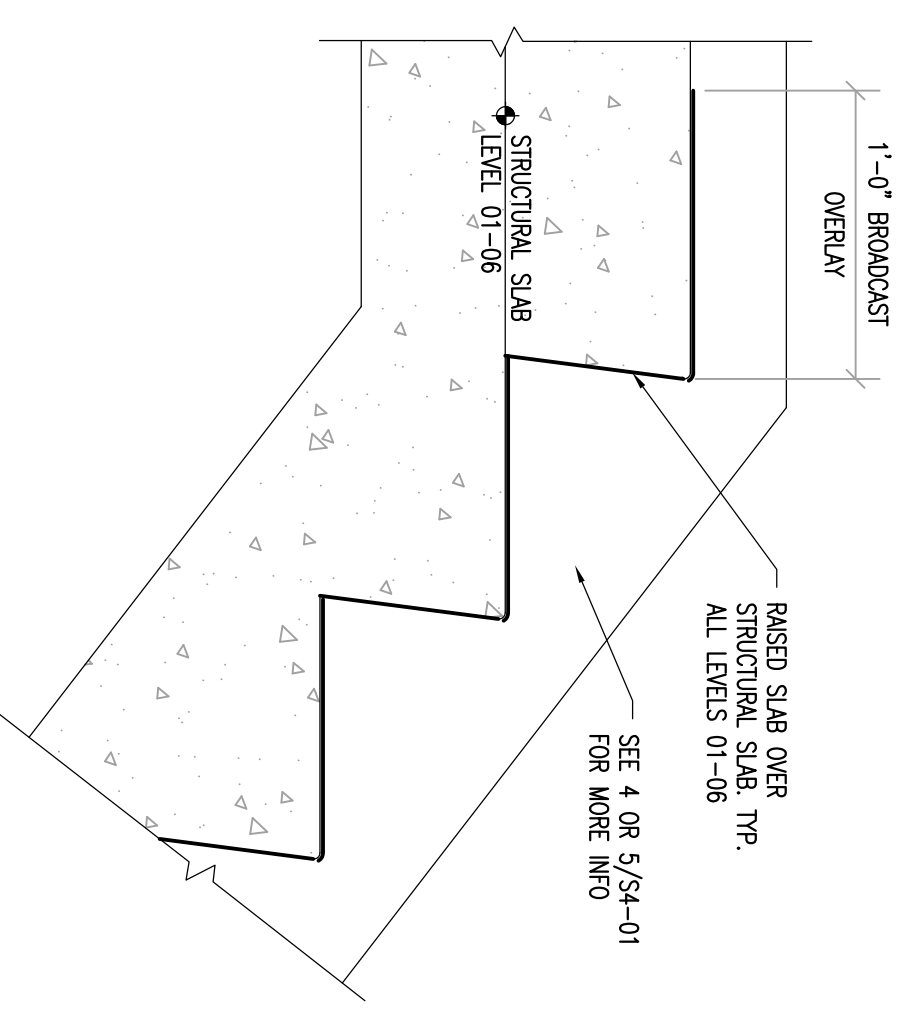 1'-0" BROADCAST
OVERLAY
RAISED SLAB OVER
STRUCTURAL SLAB. TYP.
ALL LEVELS 01-06
SEE 4 OR 5/S4-01
FOR MORE INFO
STRUCTURAL SLAB
LEVEL 01-06